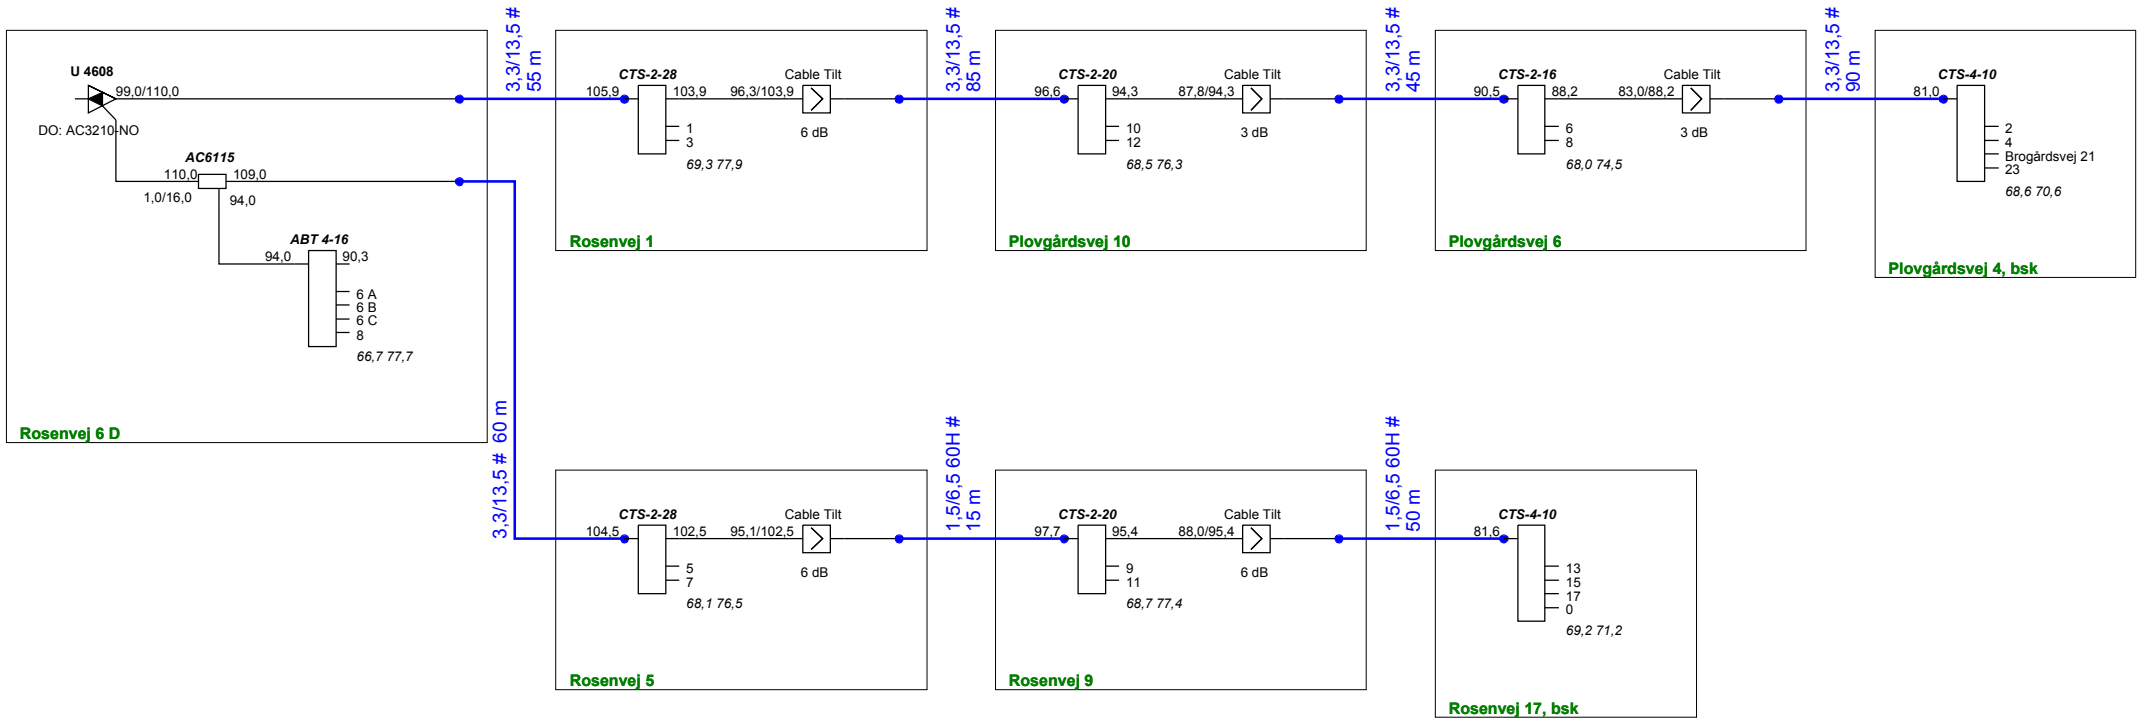 U 4608
99,0/110,0
DO: AC3210-NO
AC6115
110,0
109,0
1,0/16,0
94,0
ABT 4-16
94,0
90,3
6 A
6 B
6 C
8
66,7 77,7
Rosenvej 6 D
3,3/13,5 #
55 m
CTS-2-28
105,9
103,9
1
3
69,3 77,9
Cable Tilt
96,3/103,9
6 dB
Rosenvej 1
3,3/13,5 #
85 m
CTS-2-20
96,6
94,3
10
12
68,5 76,3
Cable Tilt
87,8/94,3
3 dB
Plovgårdsvej 10
3,3/13,5 #
45 m
CTS-2-16
90,5
88,2
6
8
68,0 74,5
Cable Tilt
83,0/88,2
3 dB
Plovgårdsvej 6
3,3/13,5 #
90 m
CTS-4-10
81,0
2
4
Brogårdsvej 21
23
68,6 70,6
Plovgårdsvej 4, bsk
3,3/13,5 # 60 m
CTS-2-28
104,5
102,5
5
7
68,1 76,5
Cable Tilt
95,1/102,5
6 dB
Rosenvej 5
1,5/6,5 60H #
15 m
CTS-2-20
97,7
95,4
9
11
68,7 77,4
Cable Tilt
88,0/95,4
6 dB
Rosenvej 9
1,5/6,5 60H #
50 m
CTS-4-10
81,6
13
15
17
0
69,2 71,2
Rosenvej 17, bsk